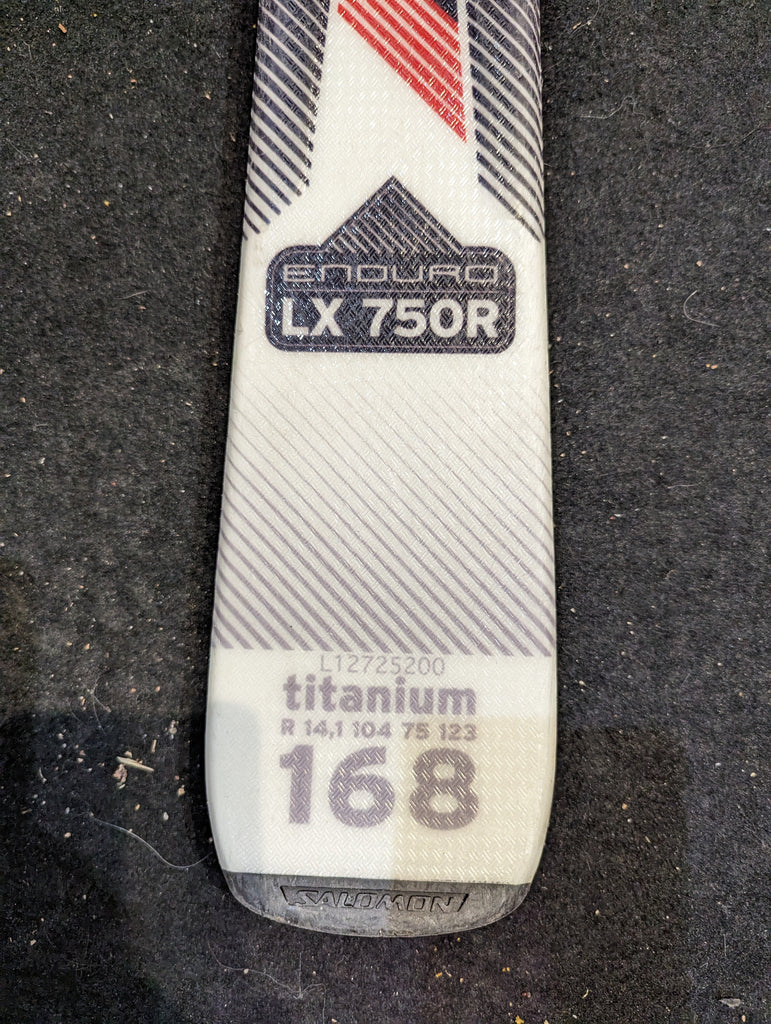 ENDURO
LX 750R
L12725200
titanium
R 14,1 104 75 123
168
SALOMON